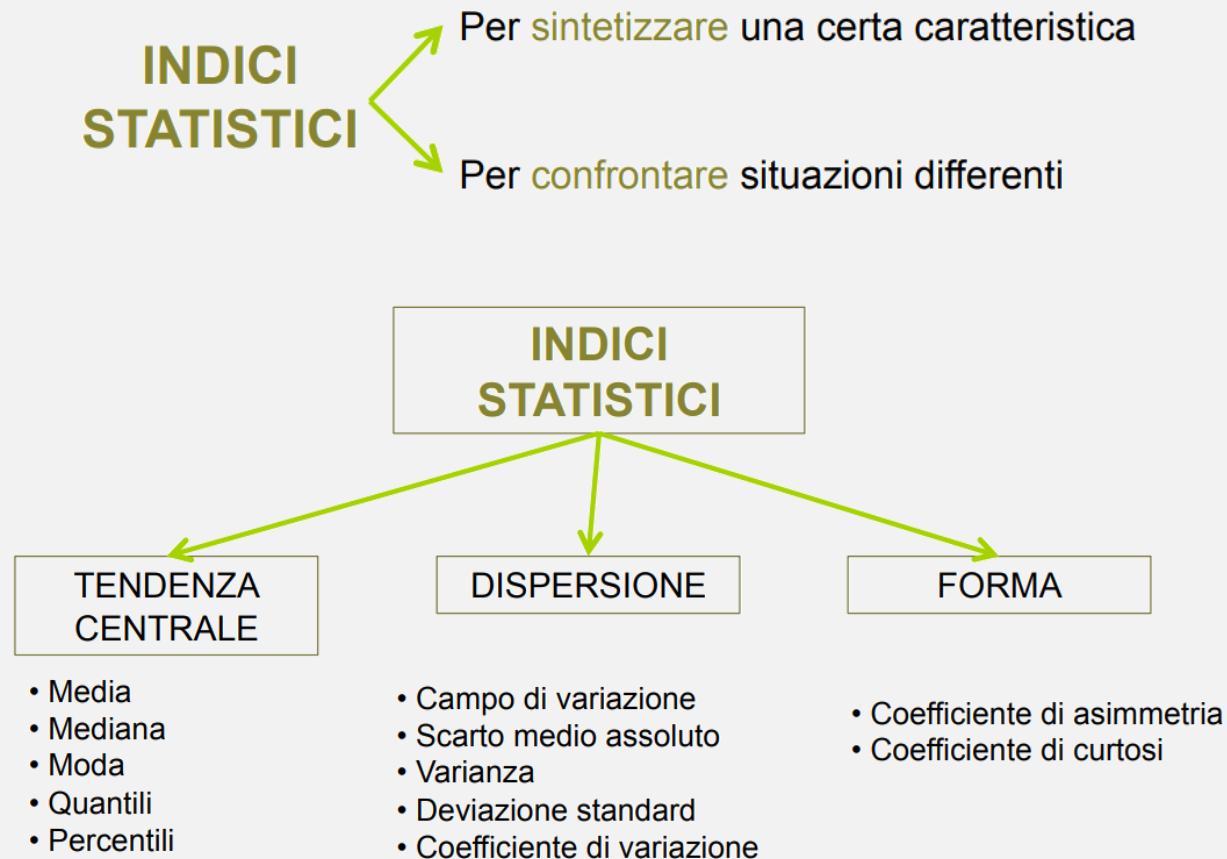 INDICI
STATISTICI
Per sintetizzare una certa caratteristica
Per confrontare situazioni differenti
INDICI
STATISTICI
TENDENZA
CENTRALE
• Media
• Mediana
• Moda
• Quantili
• Percentili
DISPERSIONE
• Campo di variazione
• Scarto medio assoluto
• Varianza
• Deviazione standard
• Coefficiente di variazione
FORMA
• Coefficiente di asimmetria
• Coefficiente di curtosi